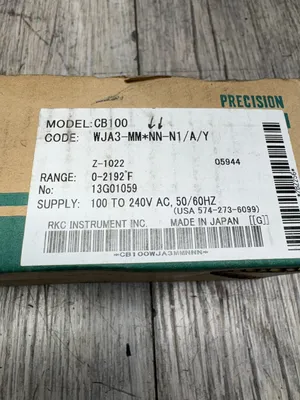 PRECISION
MODEL: CB100
CODE: WJA3-MM*NN-N1/A/Y
Z-1022 05944
RANGE: 0-2192°F
No: 13G01059
SUPPLY: 100 TO 240V AC, 50/60HZ
(USA 574-273-6099)
RKC INSTRUMENT INC. MADE IN JAPAN [[G]]
=CB100WJA3MMNNN=